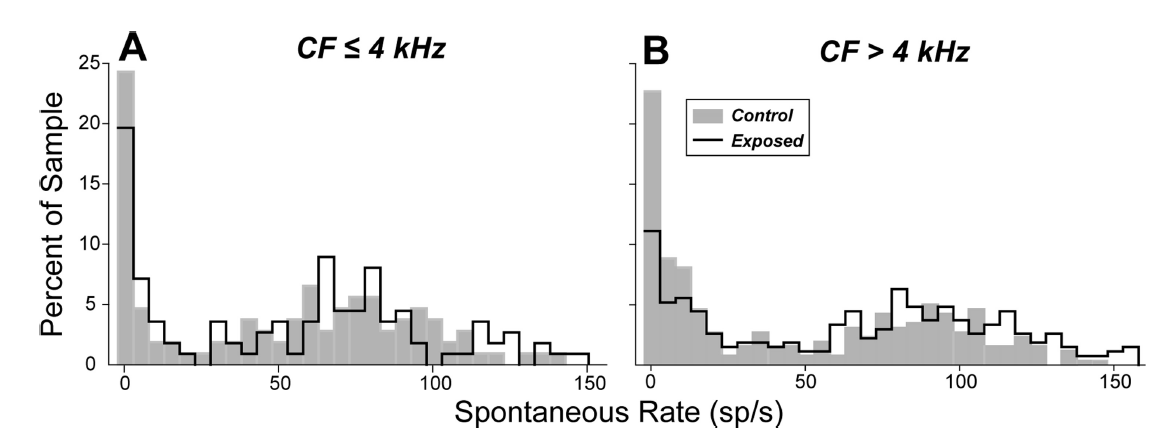 A
CF ≤ 4 kHz
B
CF > 4 kHz
Control
Exposed
Percent of Sample
25
20
15
10
5
0
0
50
100
150
0
50
100
150
Spontaneous Rate (sp/s)